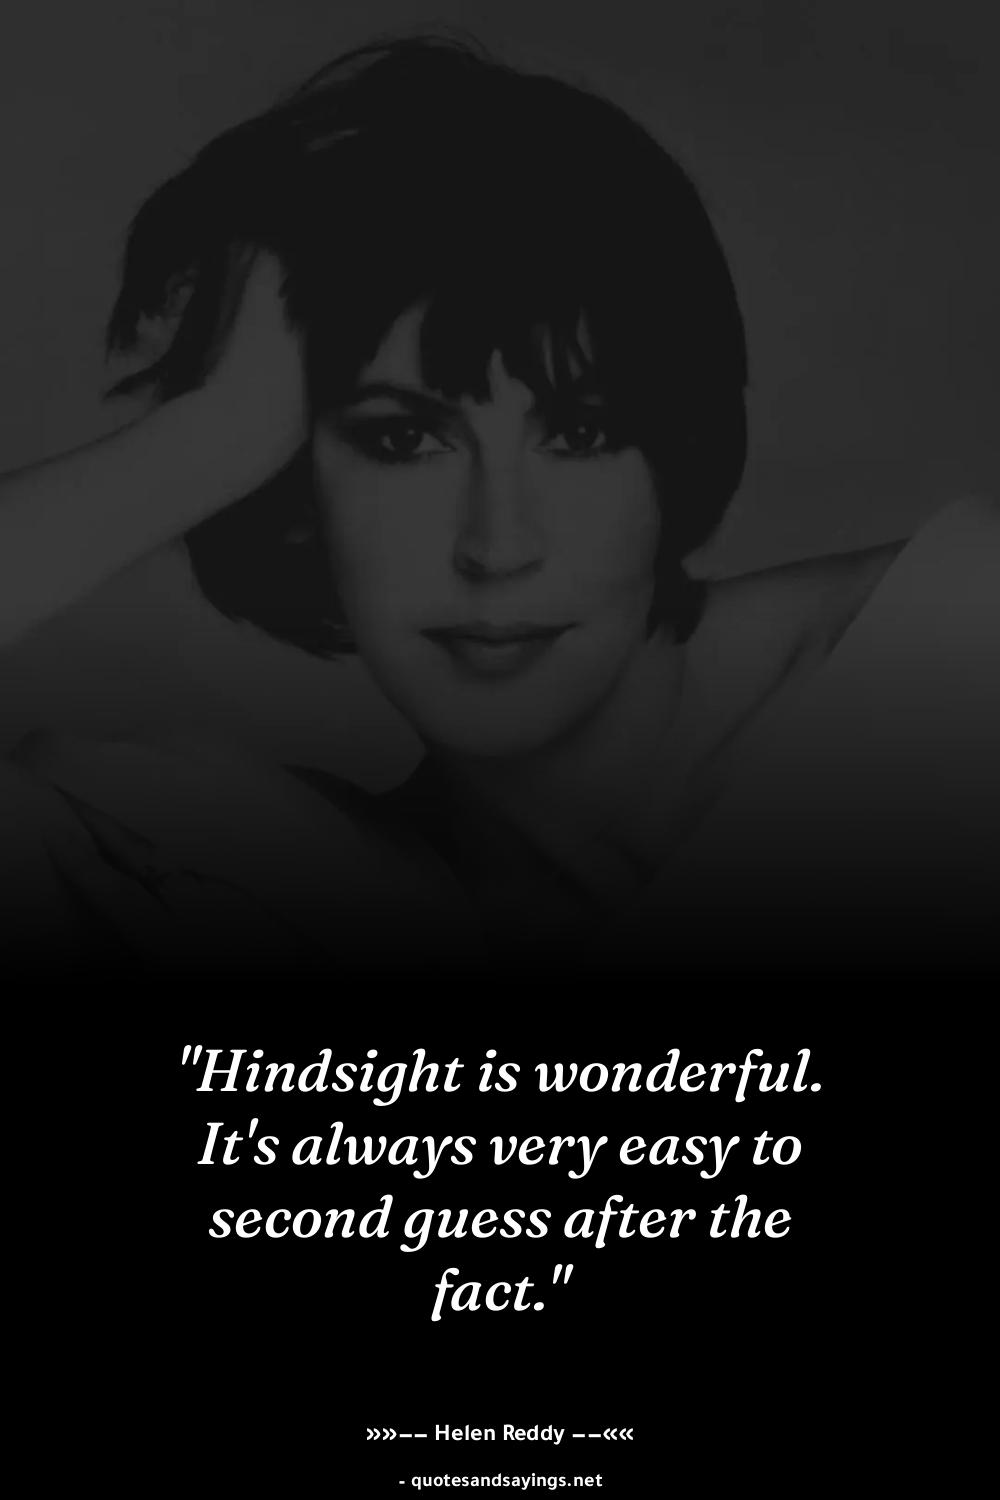 "Hindsight is wonderful.
It's always very easy to
second guess after the
fact."
»»–– Helen Reddy ––««
- quotesandsayings.net